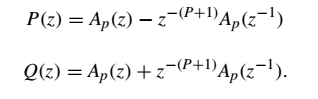 P(z) = A_p(z) − z^{−(P+1)}A_p(z^{−1})
Q(z) = A_p(z) + z^{−(P+1)}A_p(z^{−1}).